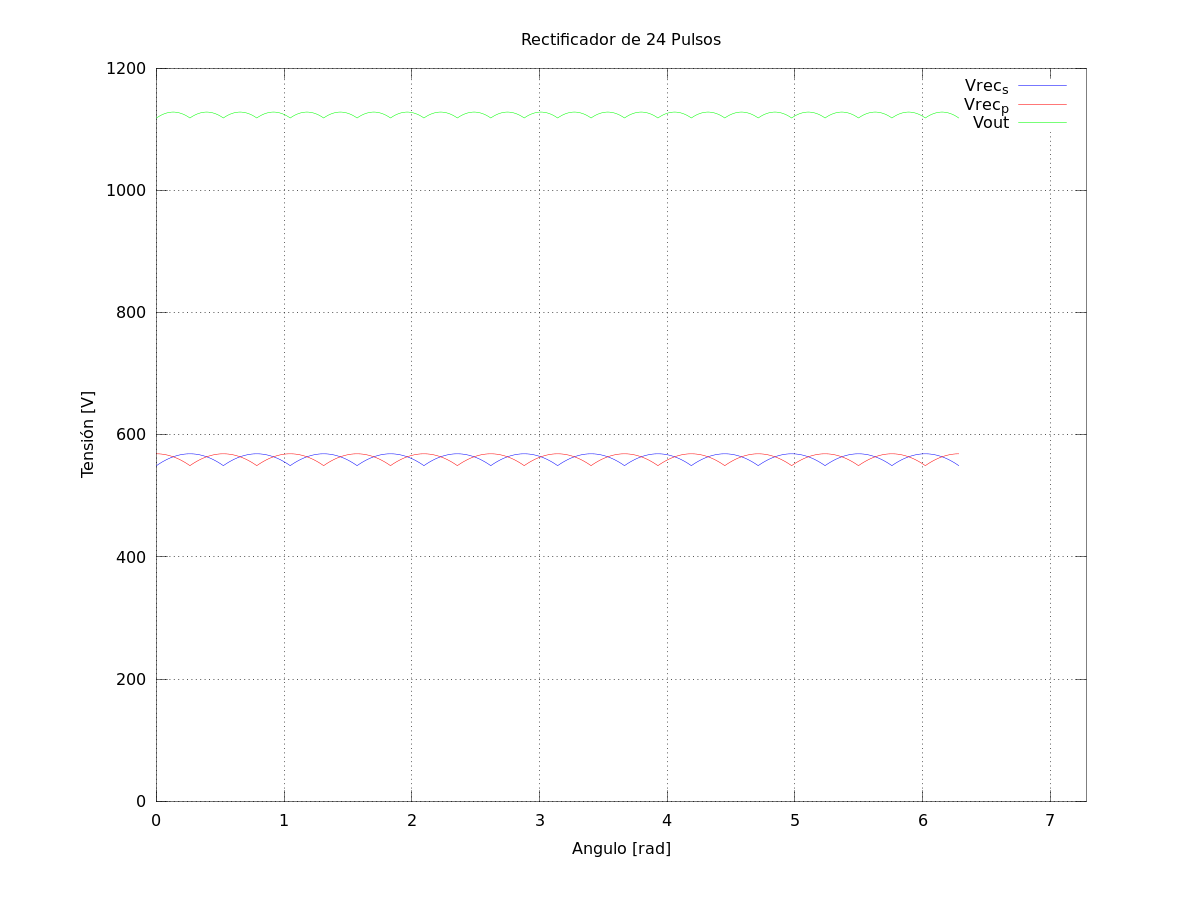 Rectificador de 24 Pulsos
1200
1000
800
600
400
200
0
Tensión [V]
Vrecs
Vrecp
Vout
0 1 2 3 4 5 6 7
Angulo [rad]